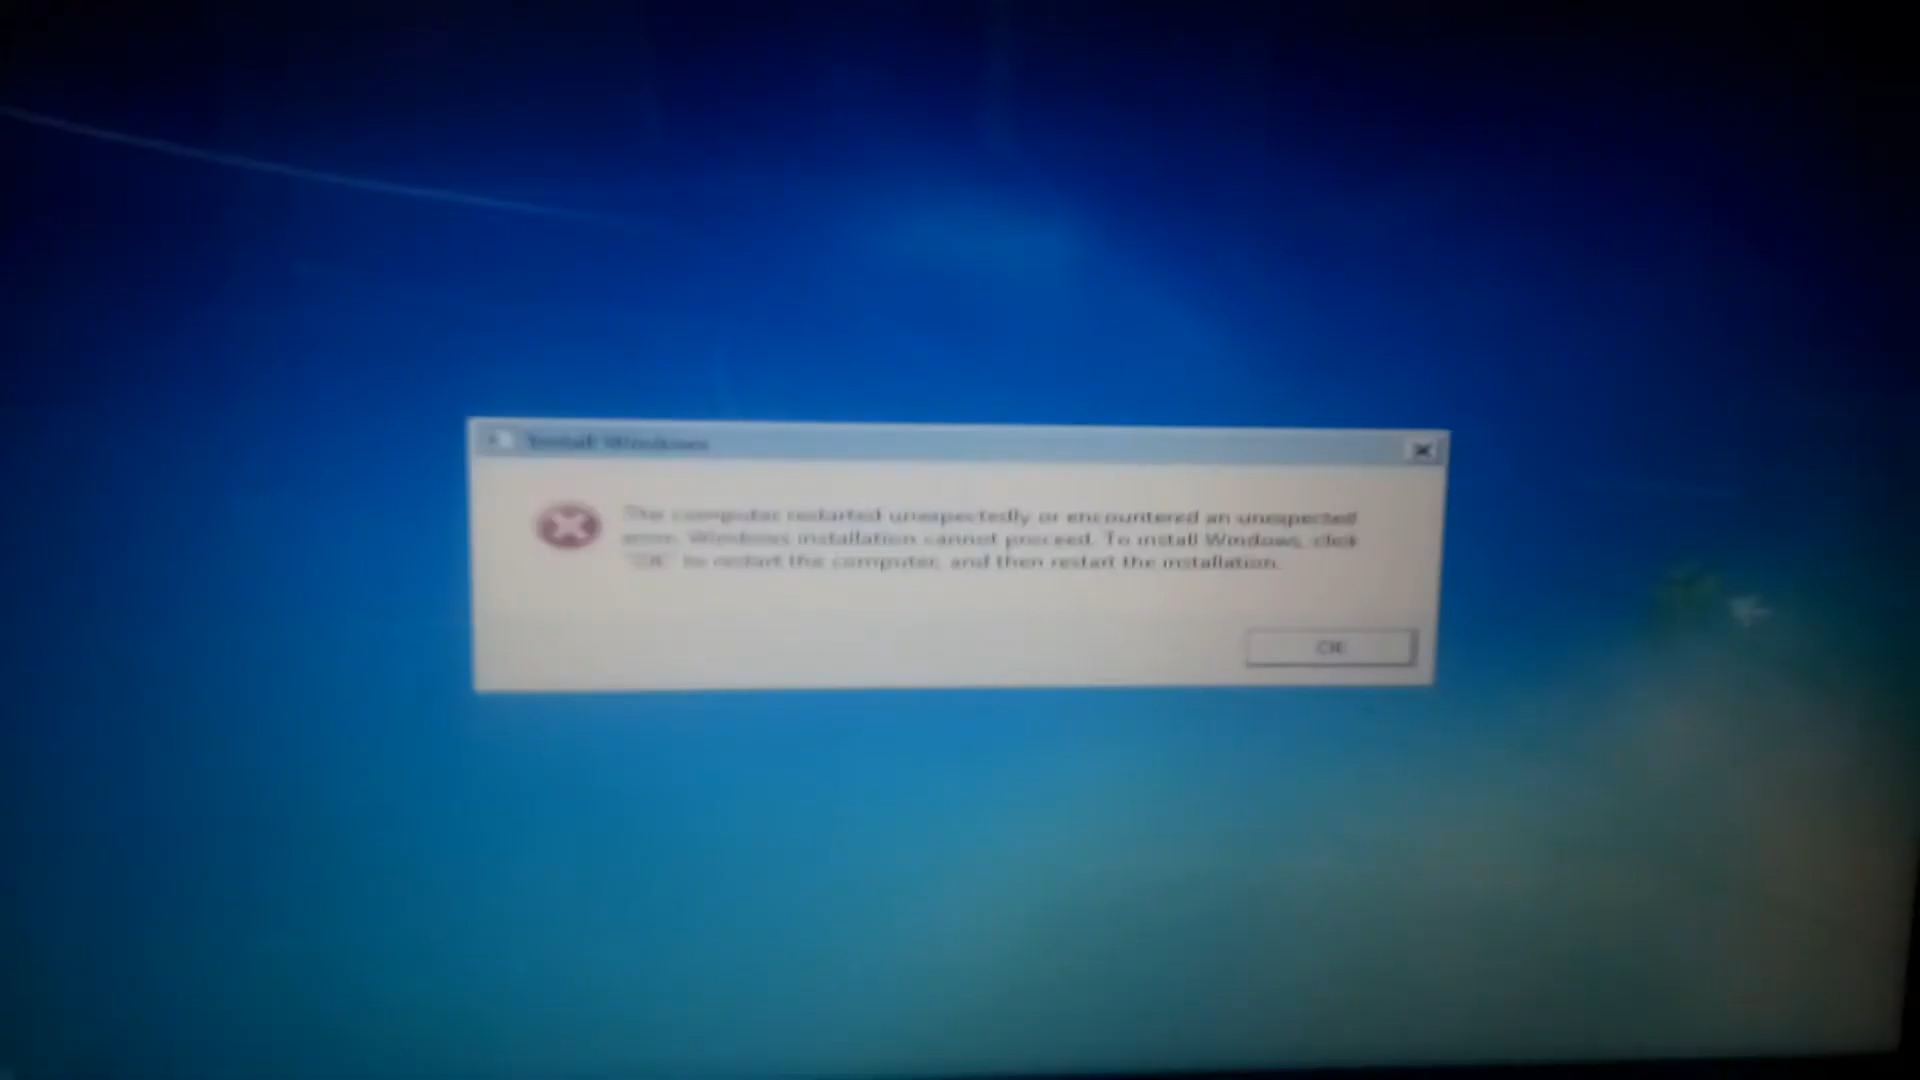 Install Windows
The computer restarted unexpectedly or encountered an unexpected
error. Windows installation cannot proceed. To install Windows, click
"OK" to restart the computer, and then restart the installation.
OK